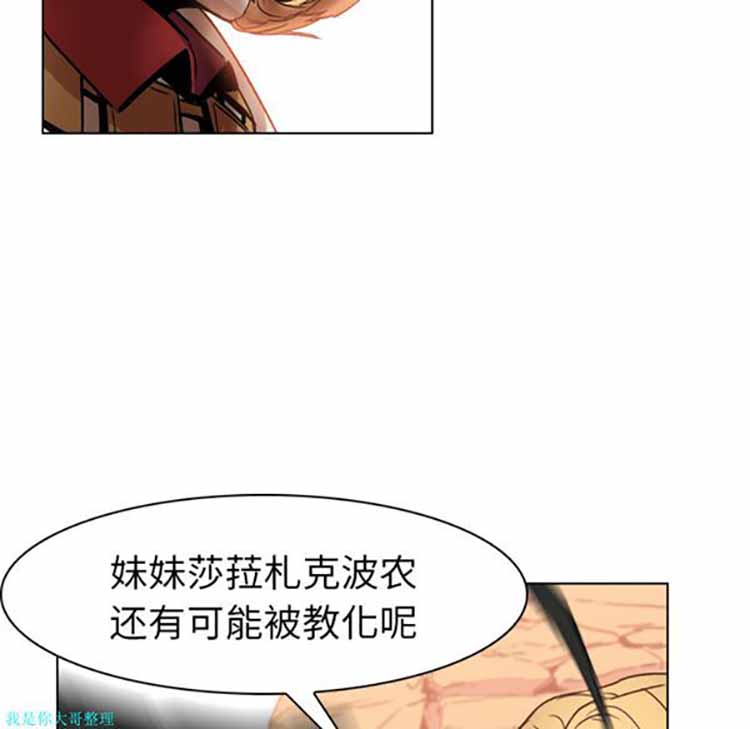 妹妹莎菈札克波农
还有可能被教化呢
我是你大哥整理